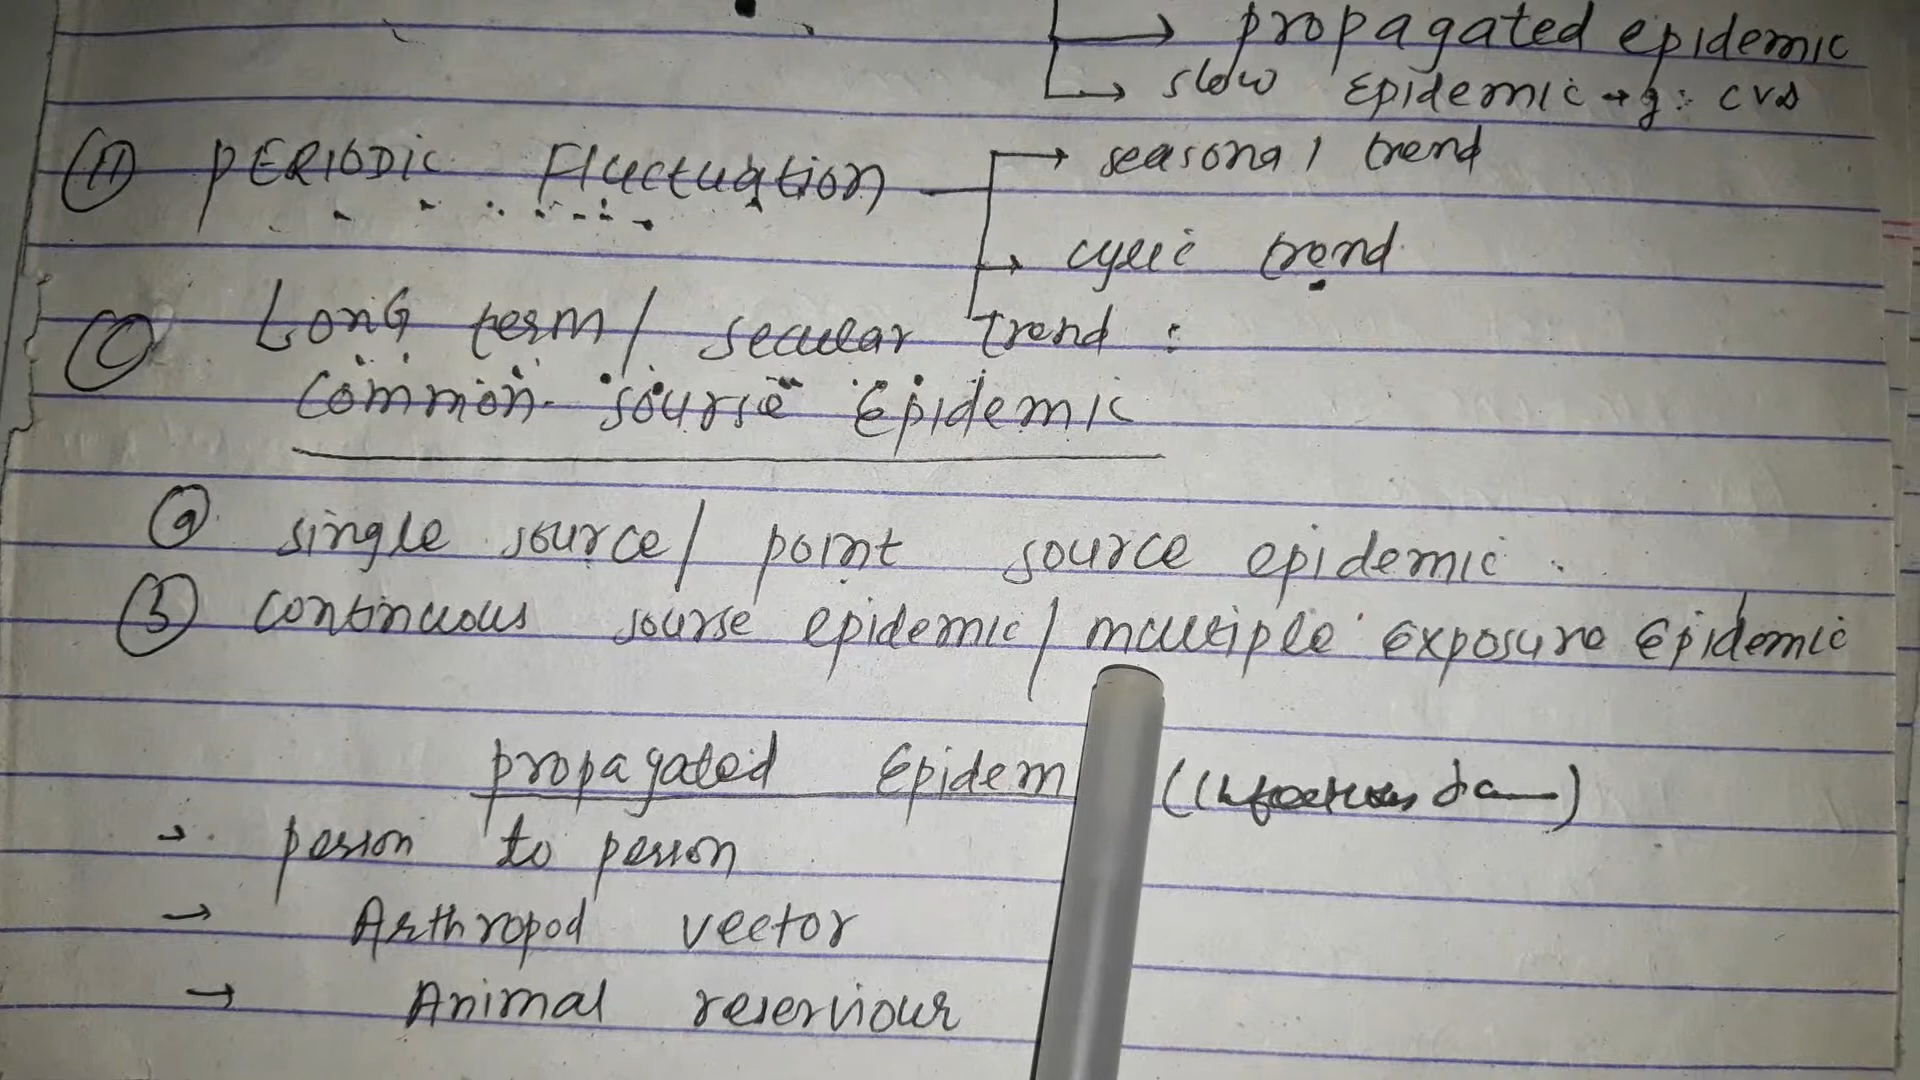 → propagated epidemic
→ slow Epidemic → g: CVD
(11) PERIODIC Fluctuation → seasonal trend
→ cyclic trend
(C) Long term / secular Trend :
Common sourse Epidemic
(a) single source / point source epidemic .
(b) continuous sourse epidemic / multiple exposure Epidemic
propagated Epidem
→ person to person
→ Arthropod vector
→ Animal reserviour